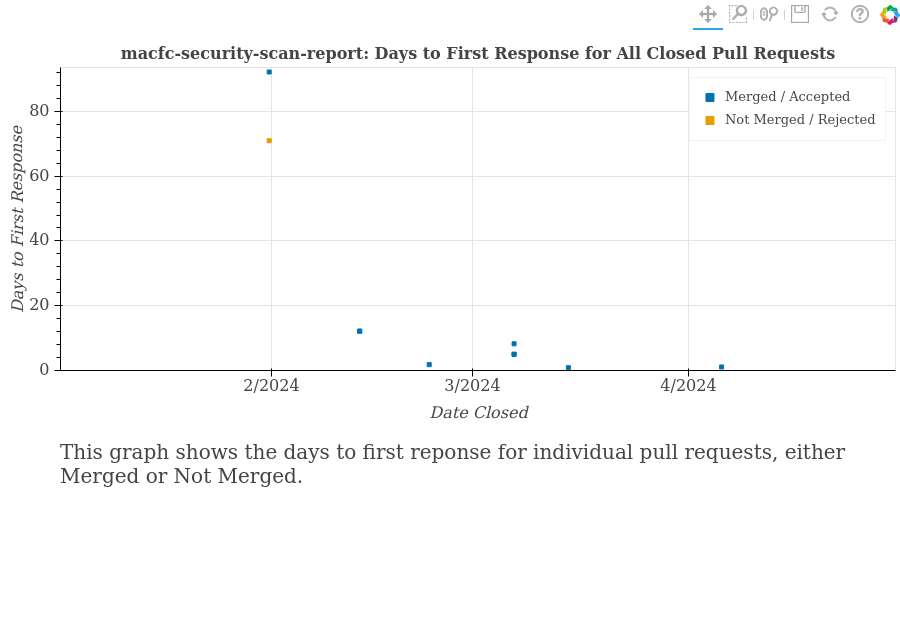 macfc-security-scan-report: Days to First Response for All Closed Pull Requests
Merged / Accepted
Not Merged / Rejected
Days to First Response
80
60
40
20
0
2/2024
3/2024
4/2024
Date Closed
This graph shows the days to first reponse for individual pull requests, either
Merged or Not Merged.